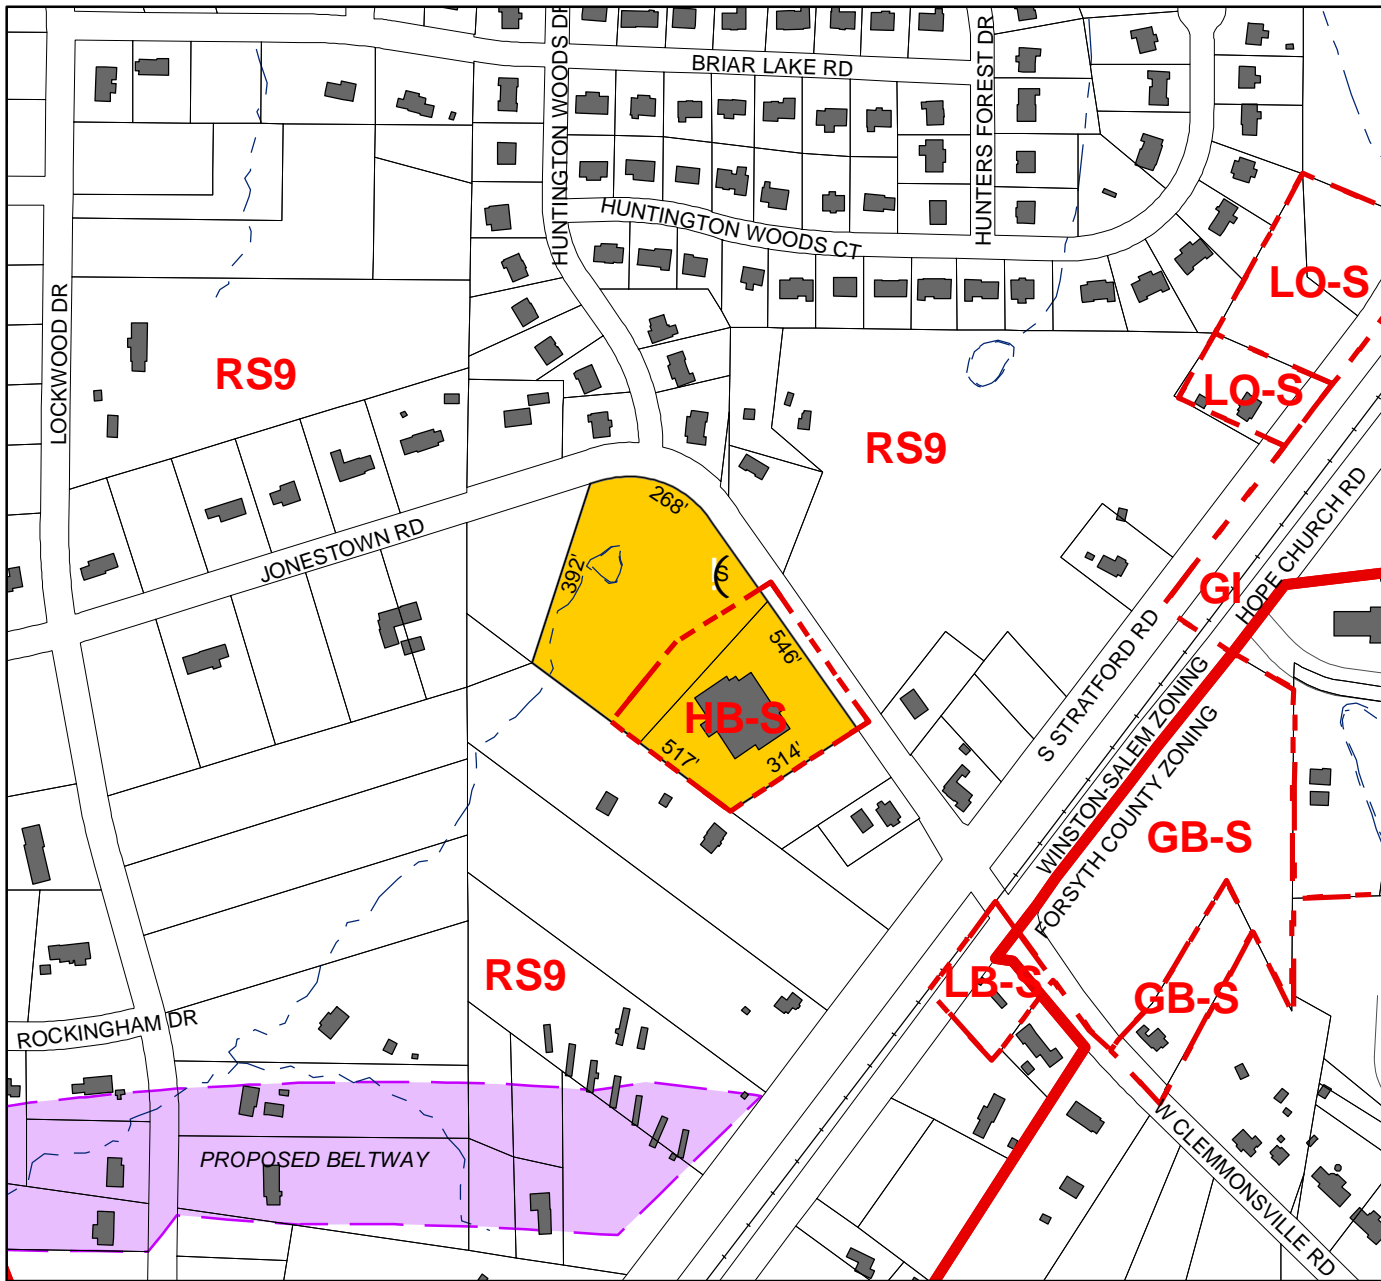 BRIAR LAKE RD
HUNTINGTON WOODS DR
HUNTERS FOREST DR
HUNTINGTON WOODS CT
LO-S
LOCKWOOD DR
RS9
LO-S
RS9
268'
JONESTOWN RD
392'
S
GI
HOPE CHURCH RD
546'
S STRATFORD RD
HB-S
517'
314'
WINSTON-SALEM ZONING
FORSYTH COUNTY ZONING
GB-S
RS9
LB-S
GB-S
ROCKINGHAM DR
PROPOSED BELTWAY
W CLEMMONSVILLE RD